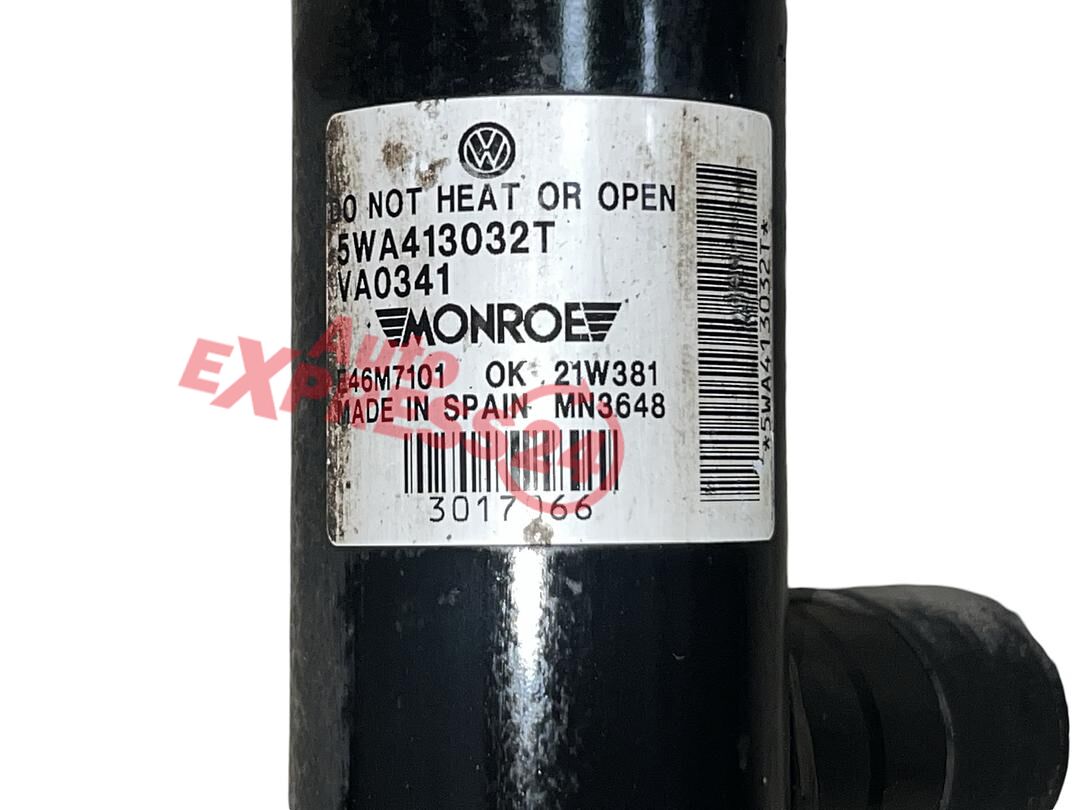 DO NOT HEAT OR OPEN
5WA413032T
VA0341
MONROE
E46M7101 OK 21W381
MADE IN SPAIN MN3648
*5WA413032T*
Auto
EXPRESS24